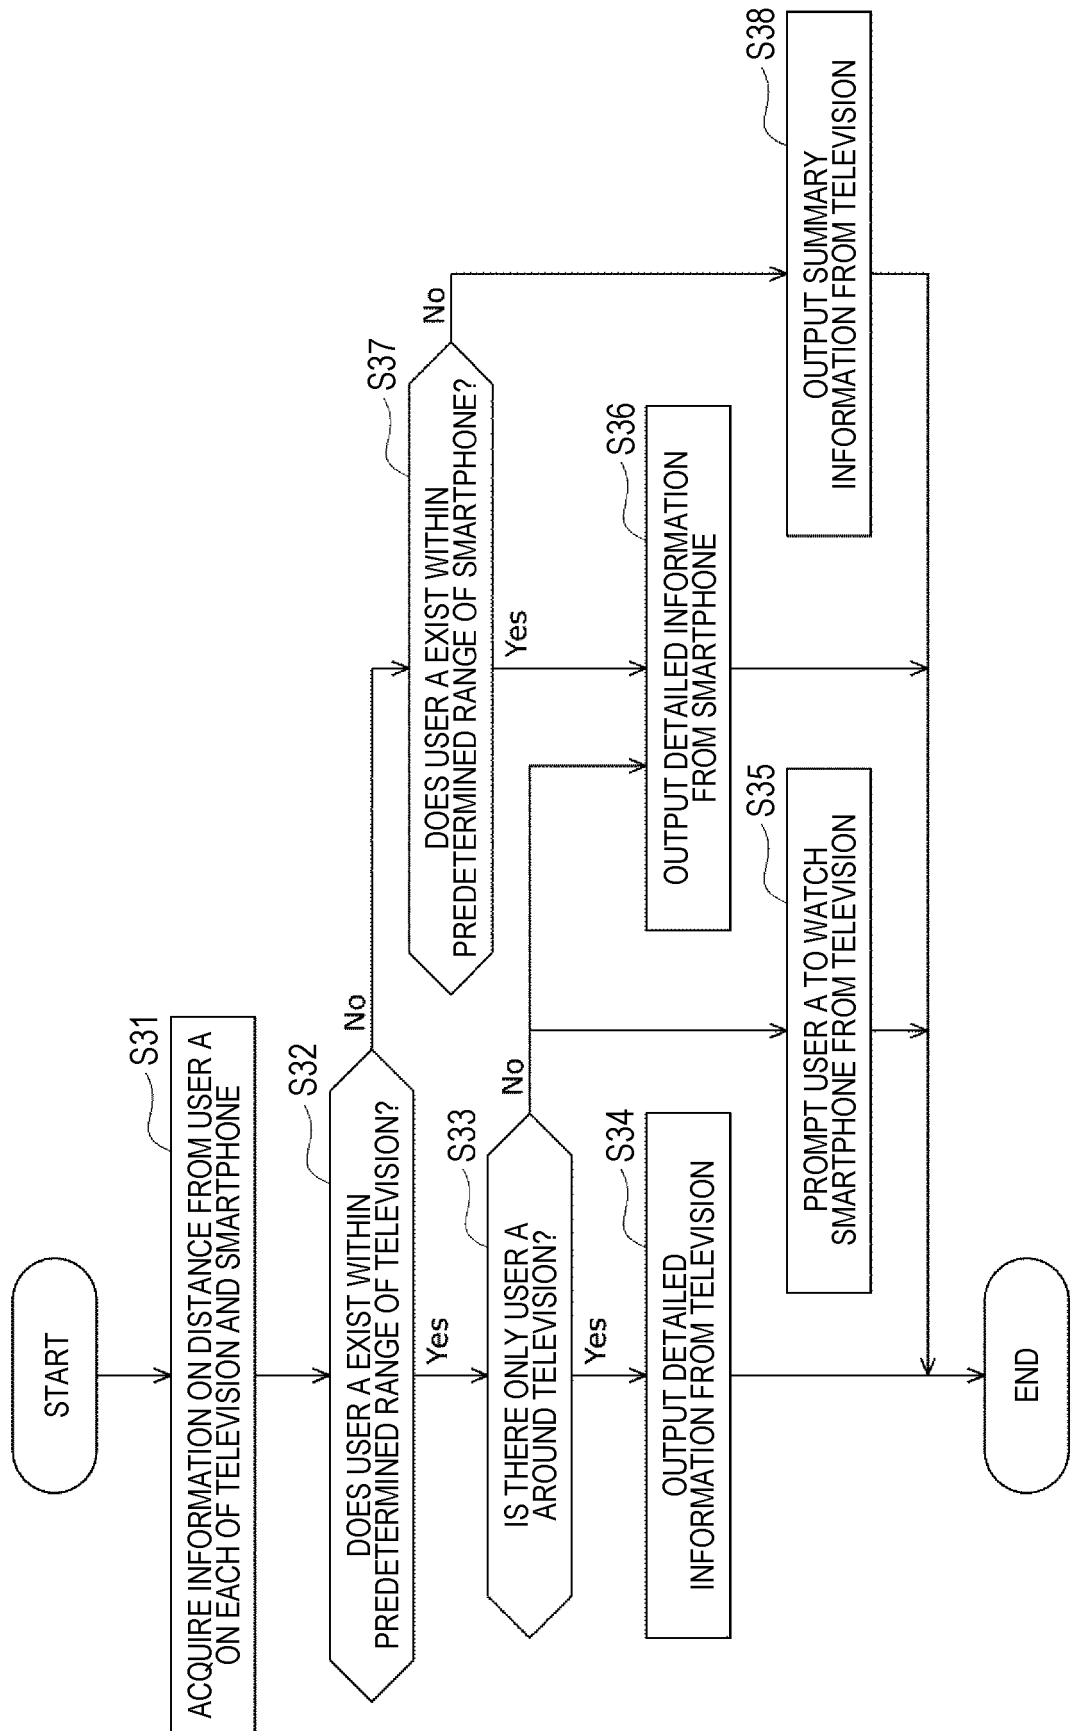 START
S31
ACQUIRE INFORMATION ON DISTANCE FROM USER A
ON EACH OF TELEVISION AND SMARTPHONE
S32
DOES USER A EXIST WITHIN
PREDETERMINED RANGE OF TELEVISION?
No
Yes
S33
IS THERE ONLY USER A
AROUND TELEVISION?
No
Yes
S34
OUTPUT DETAILED
INFORMATION FROM TELEVISION
S35
PROMPT USER A TO WATCH
SMARTPHONE FROM TELEVISION
S36
OUTPUT DETAILED INFORMATION
FROM SMARTPHONE
S37
DOES USER A EXIST WITHIN
PREDETERMINED RANGE OF SMARTPHONE?
No
Yes
S38
OUTPUT SUMMARY
INFORMATION FROM TELEVISION
END